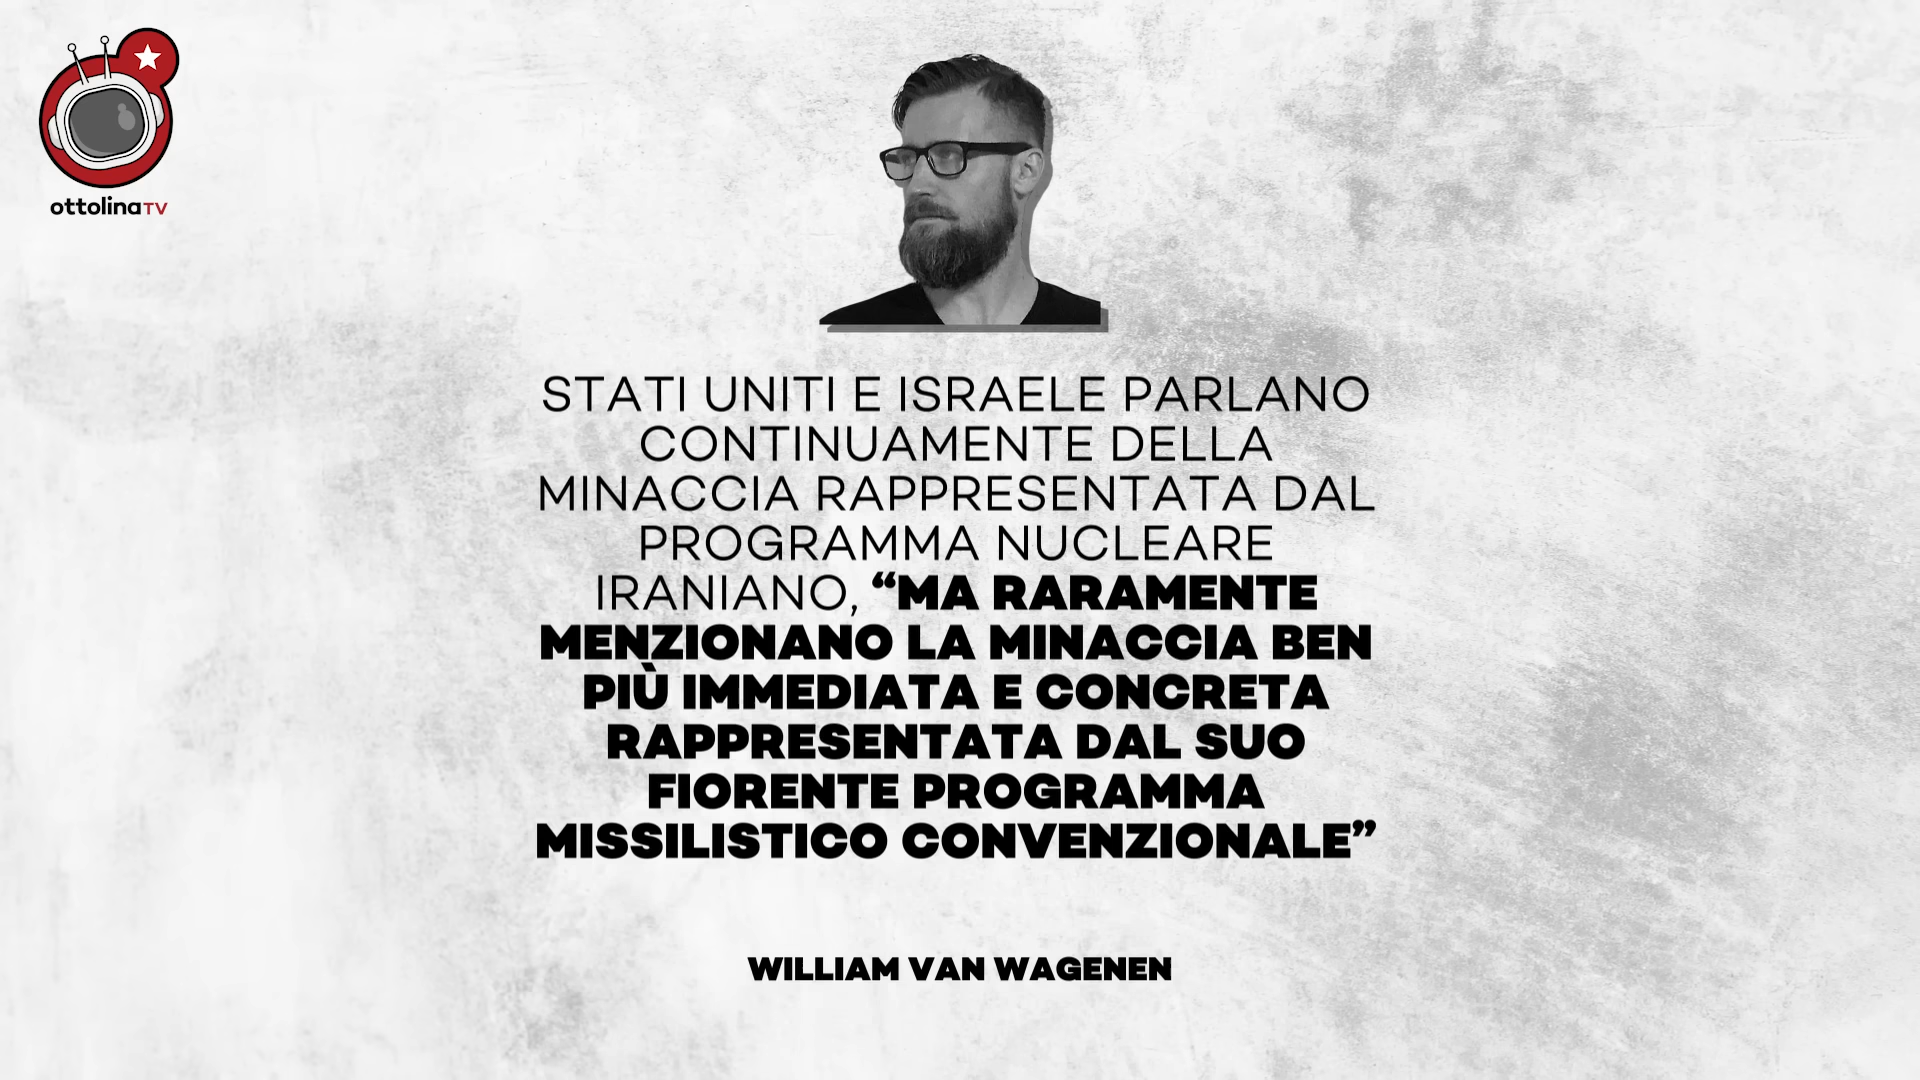 ottolinaTV
STATI UNITI E ISRAELE PARLANO
CONTINUAMENTE DELLA
MINACCIA RAPPRESENTATA DAL
PROGRAMMA NUCLEARE
IRANIANO, “MA RARAMENTE
MENZIONANO LA MINACCIA BEN
PIÙ IMMEDIATA E CONCRETA
RAPPRESENTATA DAL SUO
FIORENTE PROGRAMMA
MISSILISTICO CONVENZIONALE”
WILLIAM VAN WAGENEN